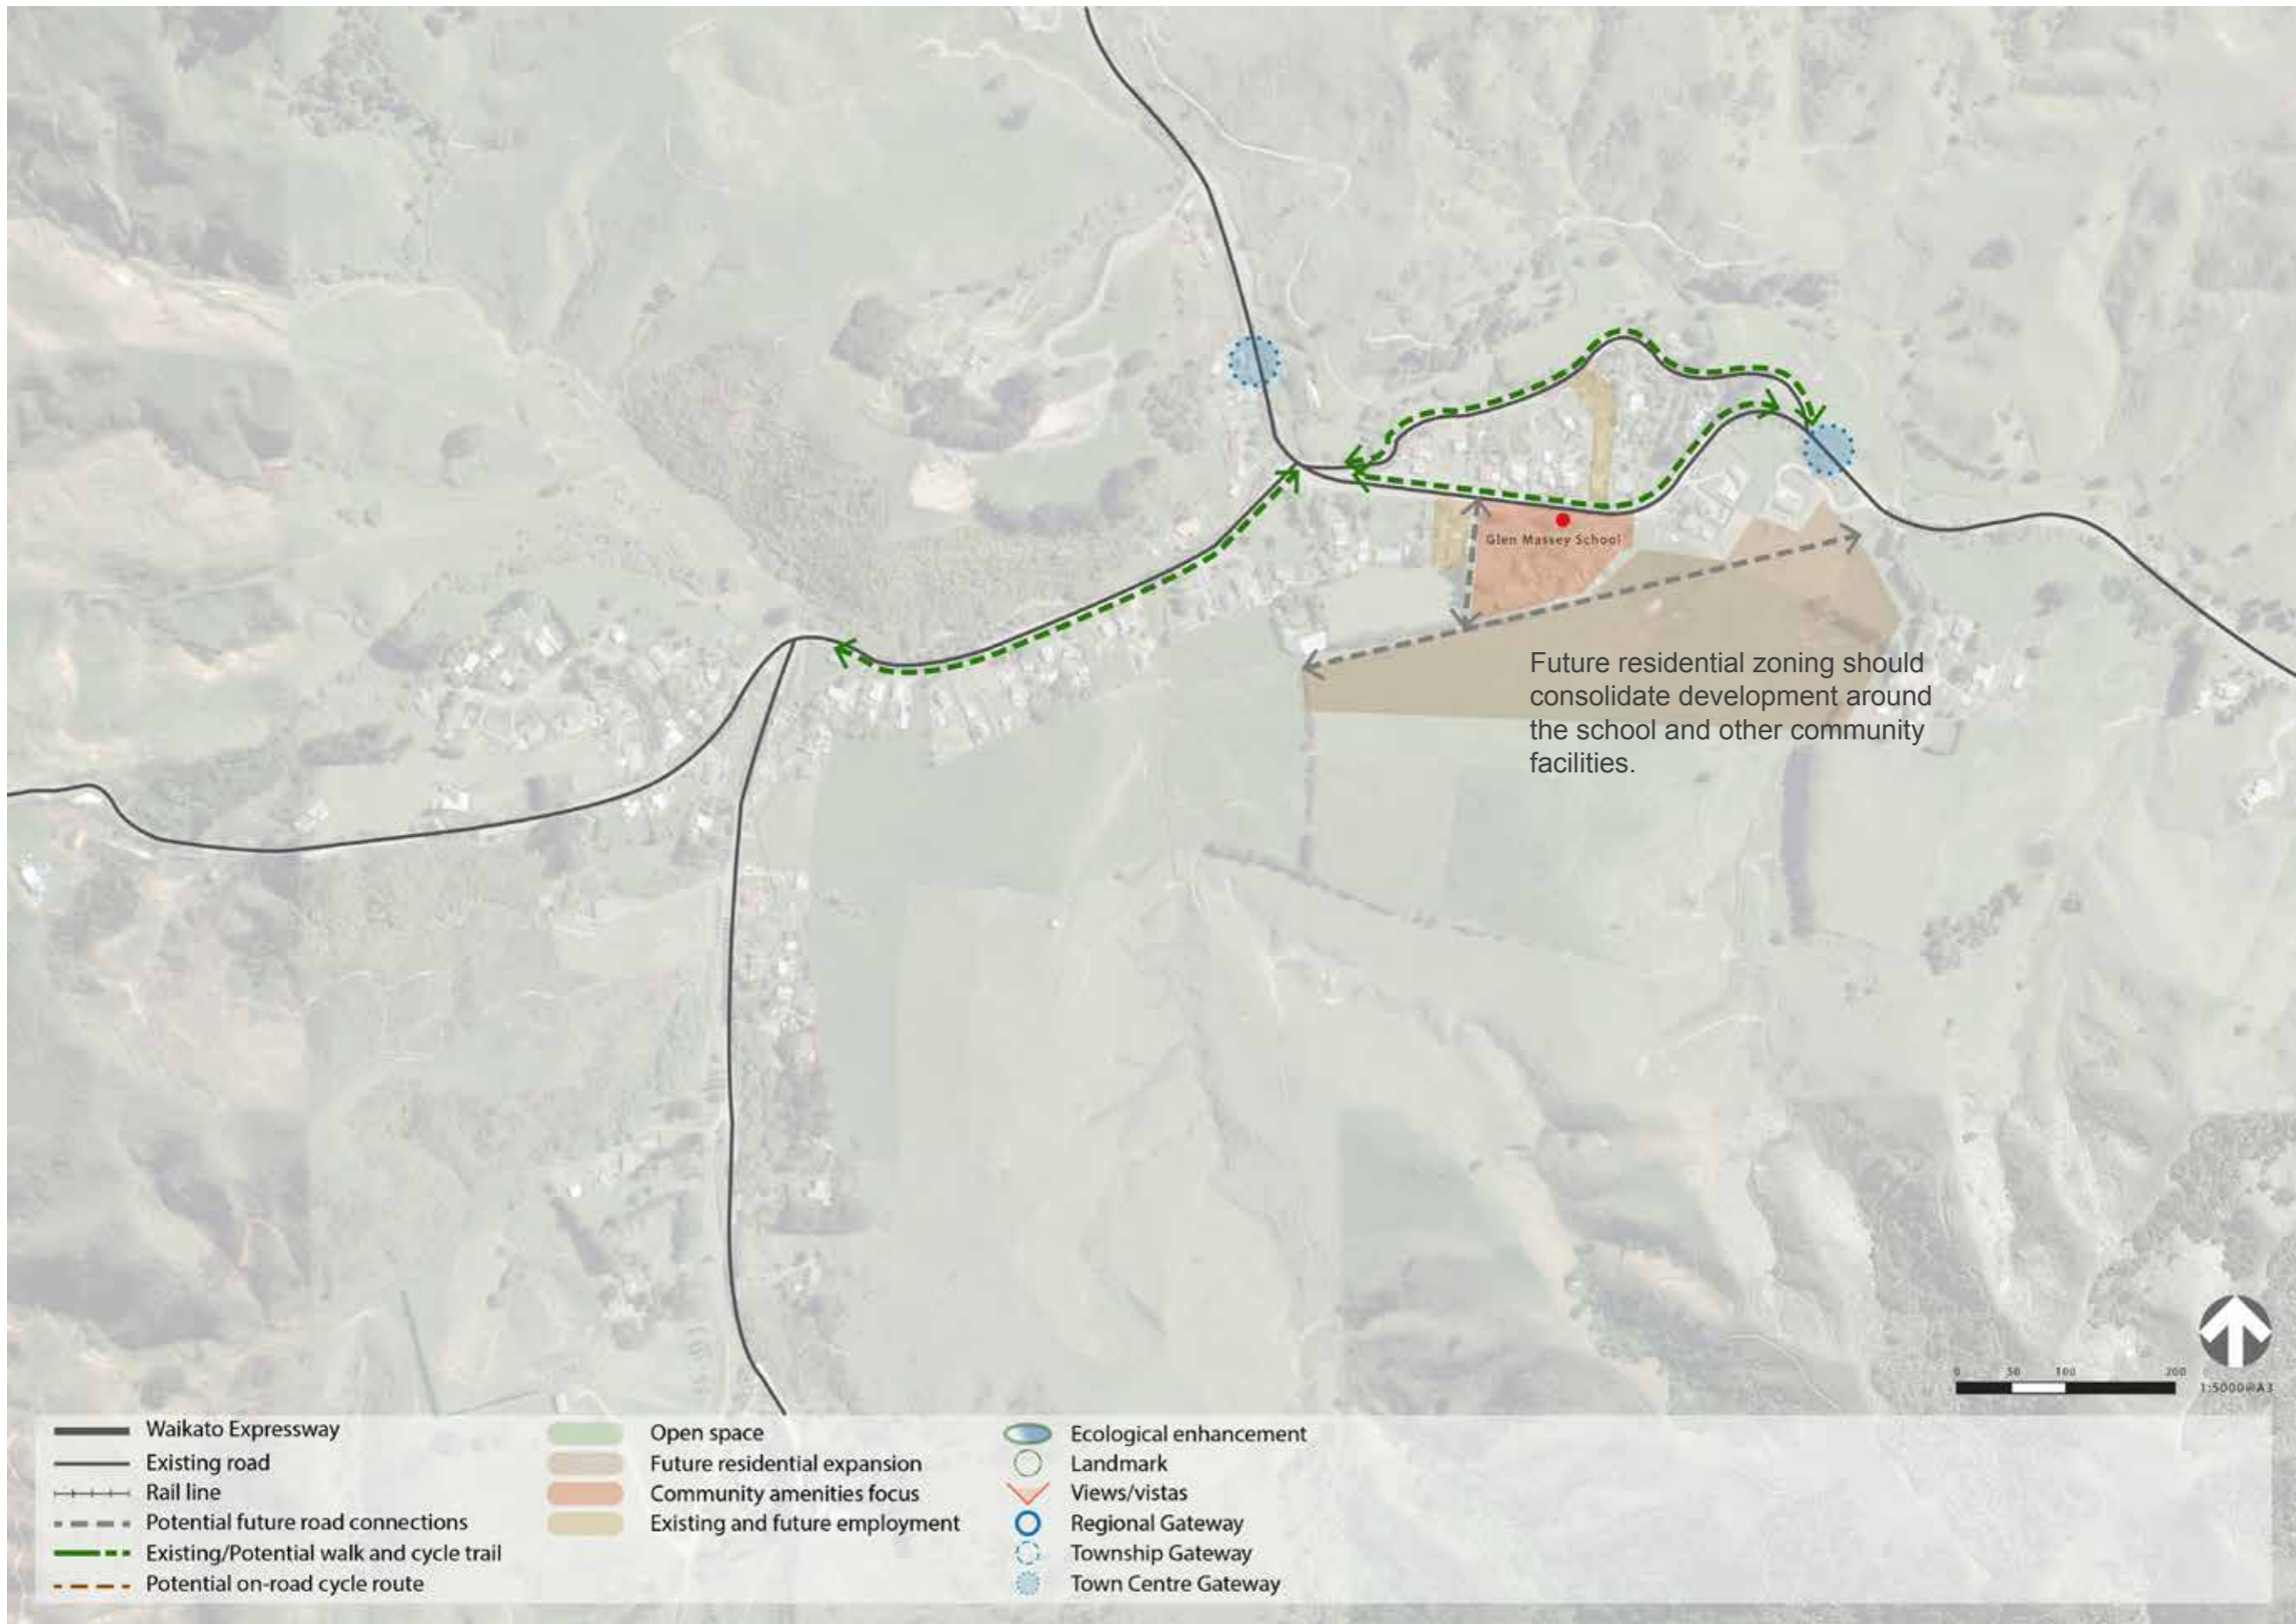 Glen Massey School
Future residential zoning should
consolidate development around
the school and other community
facilities.
0 50 100 200
1:5000@A3
Waikato Expressway
Existing road
Rail line
Potential future road connections
Existing/Potential walk and cycle trail
Potential on-road cycle route
Open space
Future residential expansion
Community amenities focus
Existing and future employment
Ecological enhancement
Landmark
Views/vistas
Regional Gateway
Township Gateway
Town Centre Gateway